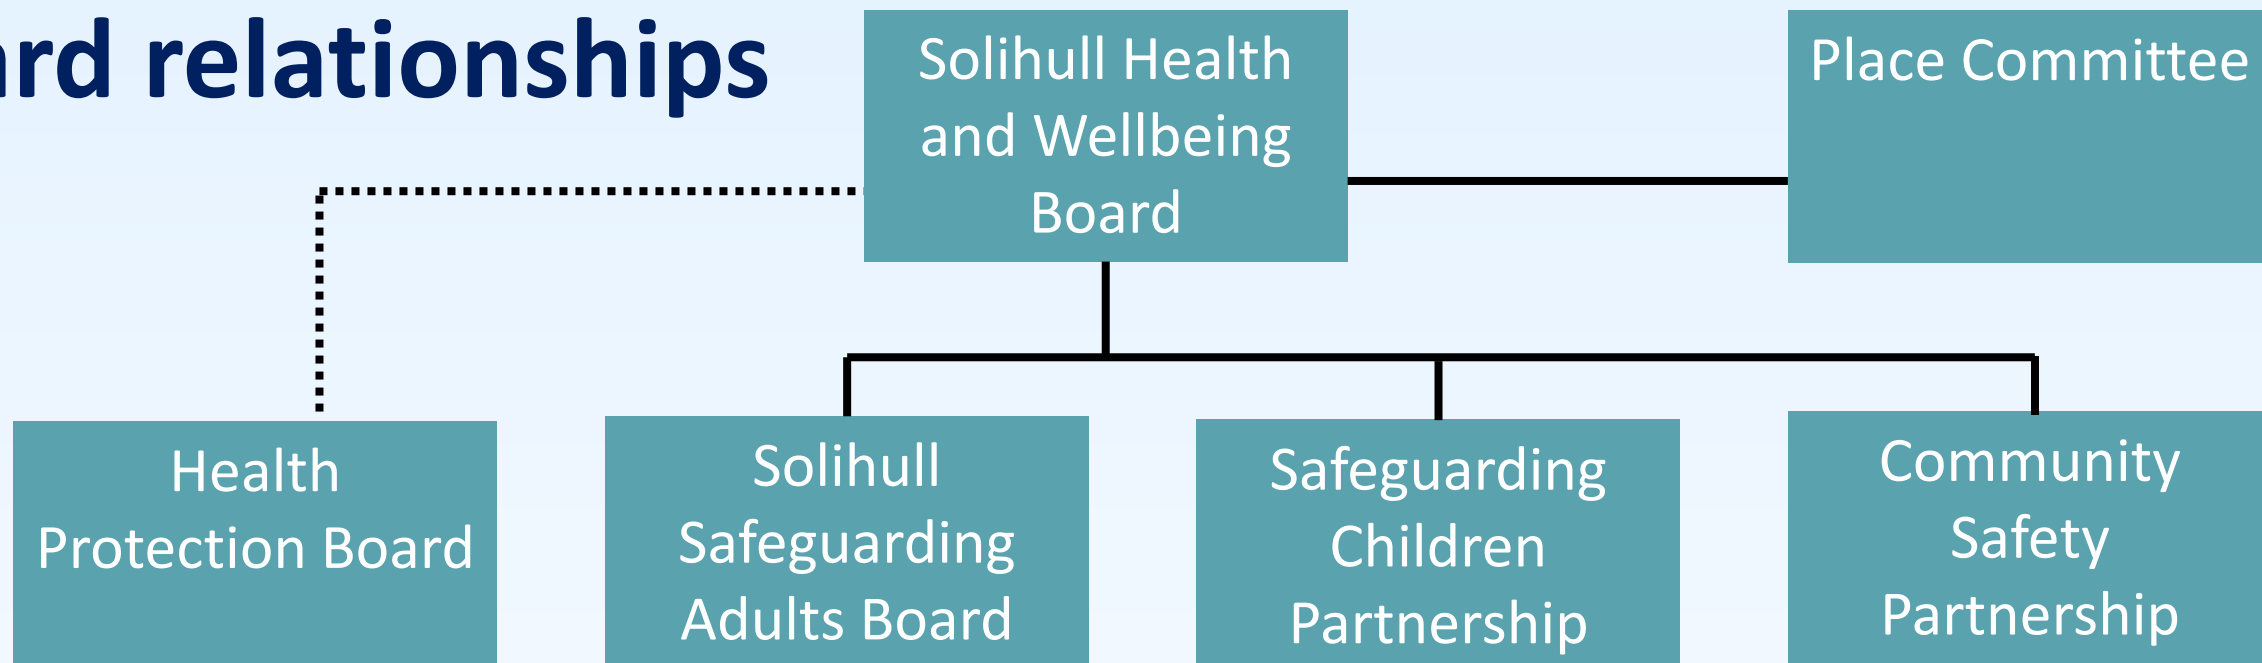 ard relationships
Solihull Health
and Wellbeing
Board
Place Committee
Health
Protection Board
Solihull
Safeguarding
Adults Board
Safeguarding
Children
Partnership
Community
Safety
Partnership